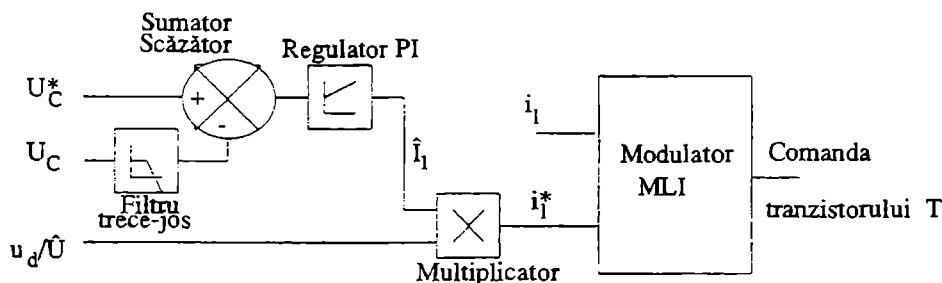 Sumator
Scăzător
Regulator PI
U*C
+
-
UC
Filtru
trece-jos
Î1
i1
Modulator
MLI
Comanda
tranzistorului T
i*1
ud/Û
Multiplicator